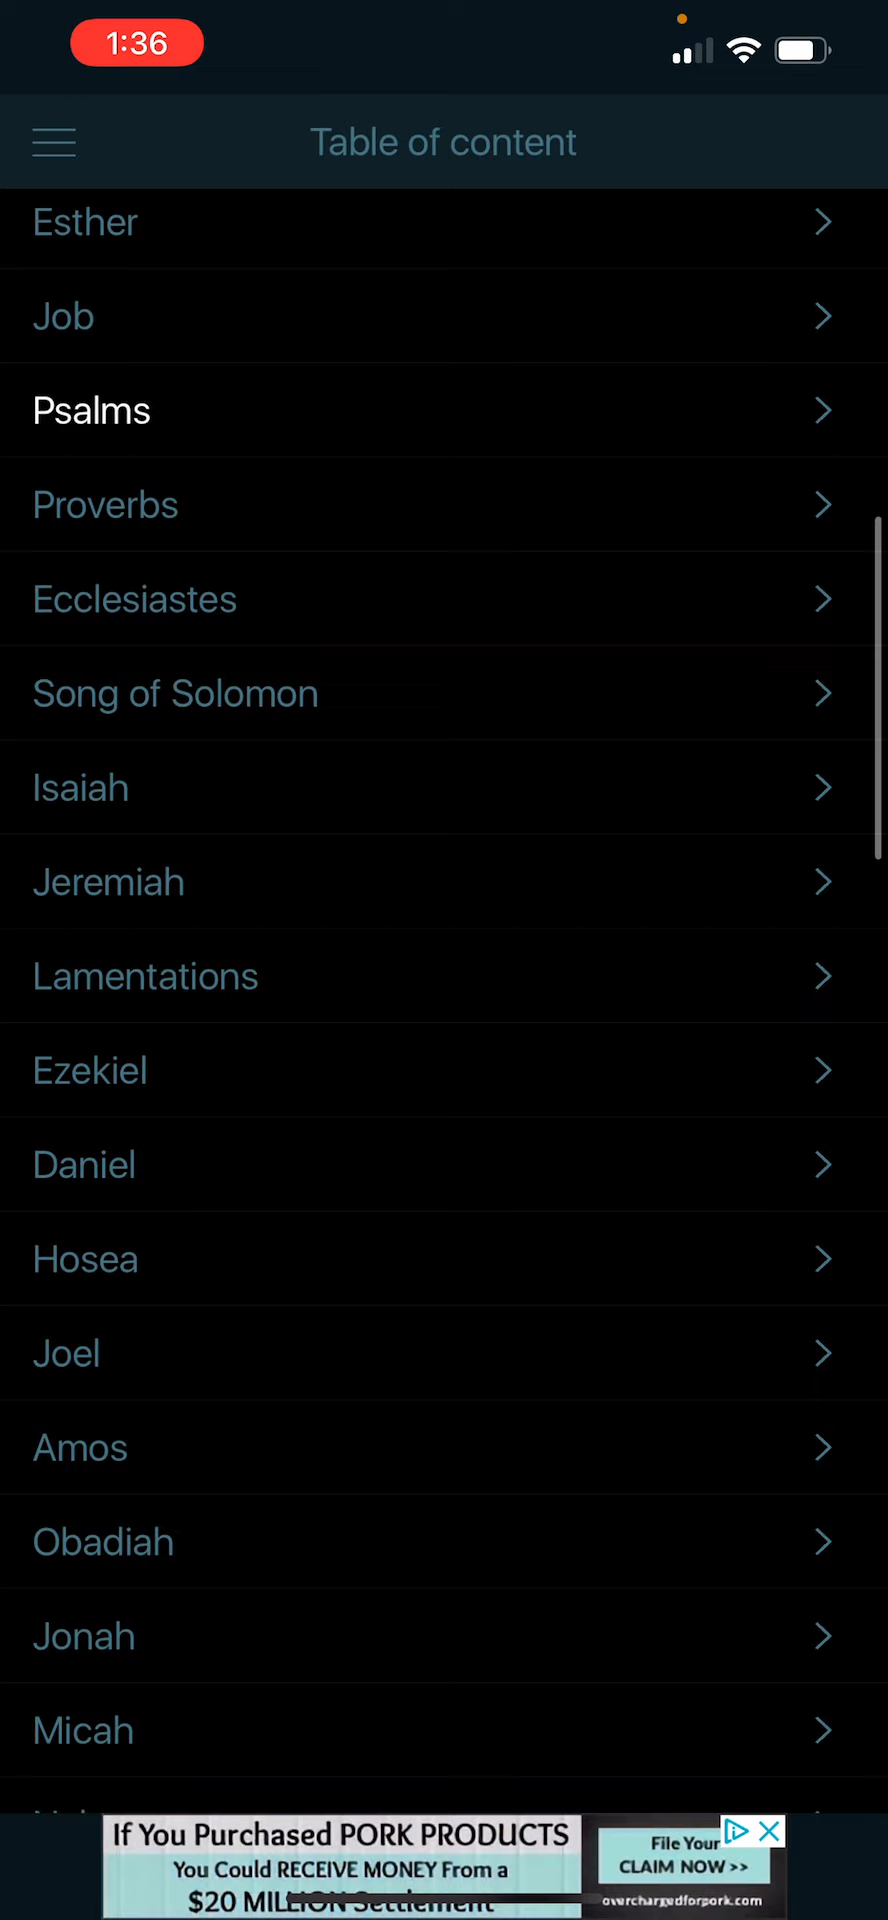 1:36
Table of content
Esther
Job
Psalms
Proverbs
Ecclesiastes
Song of Solomon
Isaiah
Jeremiah
Lamentations
Ezekiel
Daniel
Hosea
Joel
Amos
Obadiah
Jonah
Micah
If You Purchased PORK PRODUCTS
You Could RECEIVE MONEY From a
$20 MILLION Settlement
File Your
CLAIM NOW >>
overchargedforpork.com